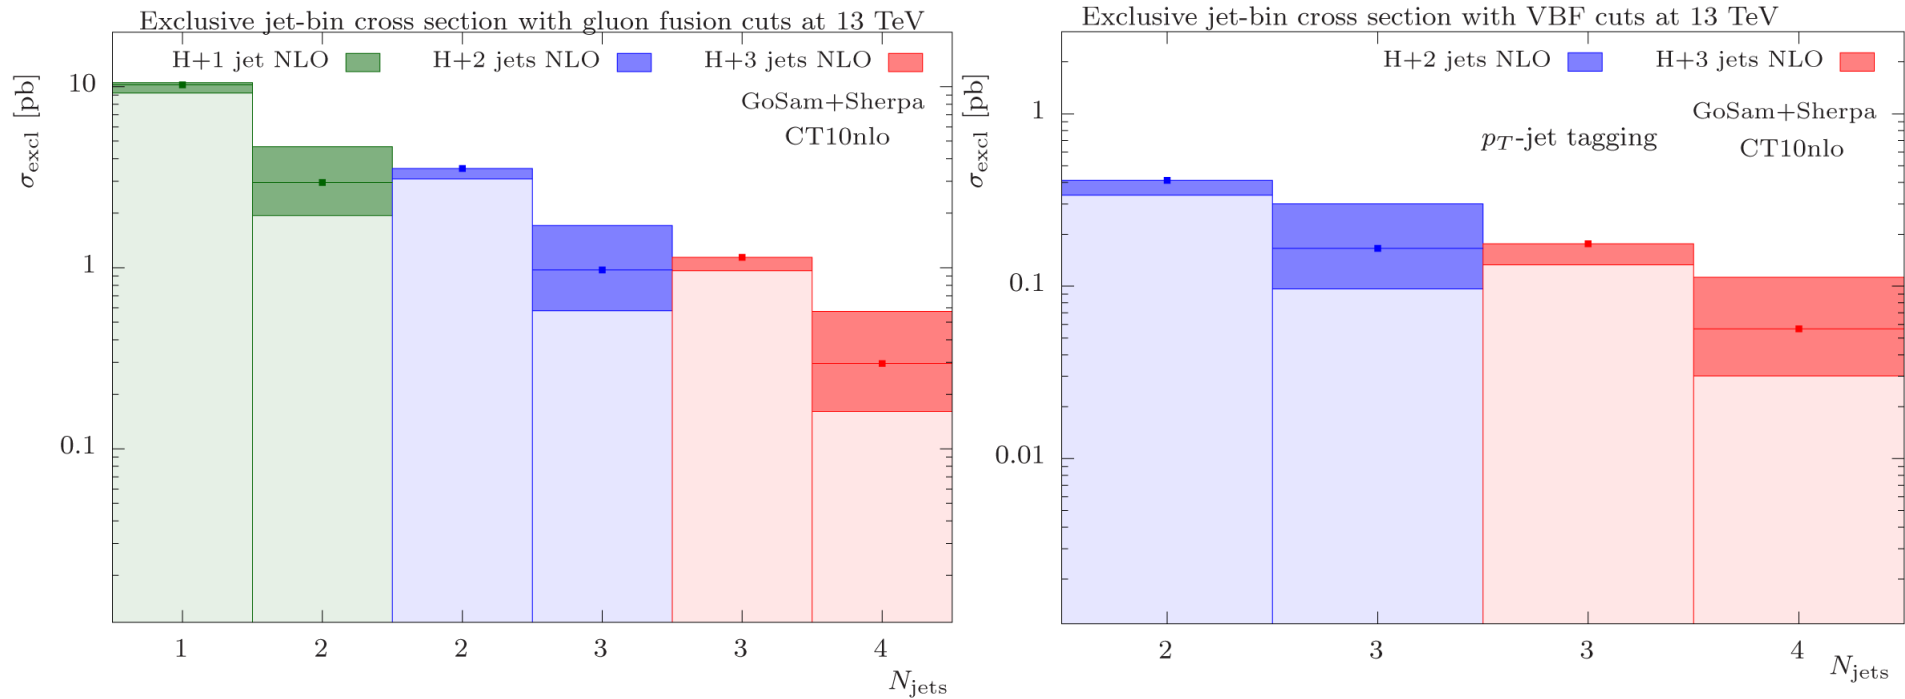 Exclusive jet-bin cross section with gluon fusion cuts at 13 TeV
H+1 jet NLO
H+2 jets NLO
H+3 jets NLO
GoSam+Sherpa
CT10nlo
σexcl [pb]
10
1
0.1
1
2
2
3
3
4
Njets
Exclusive jet-bin cross section with VBF cuts at 13 TeV
H+2 jets NLO
H+3 jets NLO
GoSam+Sherpa
pT-jet tagging
CT10nlo
σexcl [pb]
1
0.1
0.01
2
3
3
4
Njets